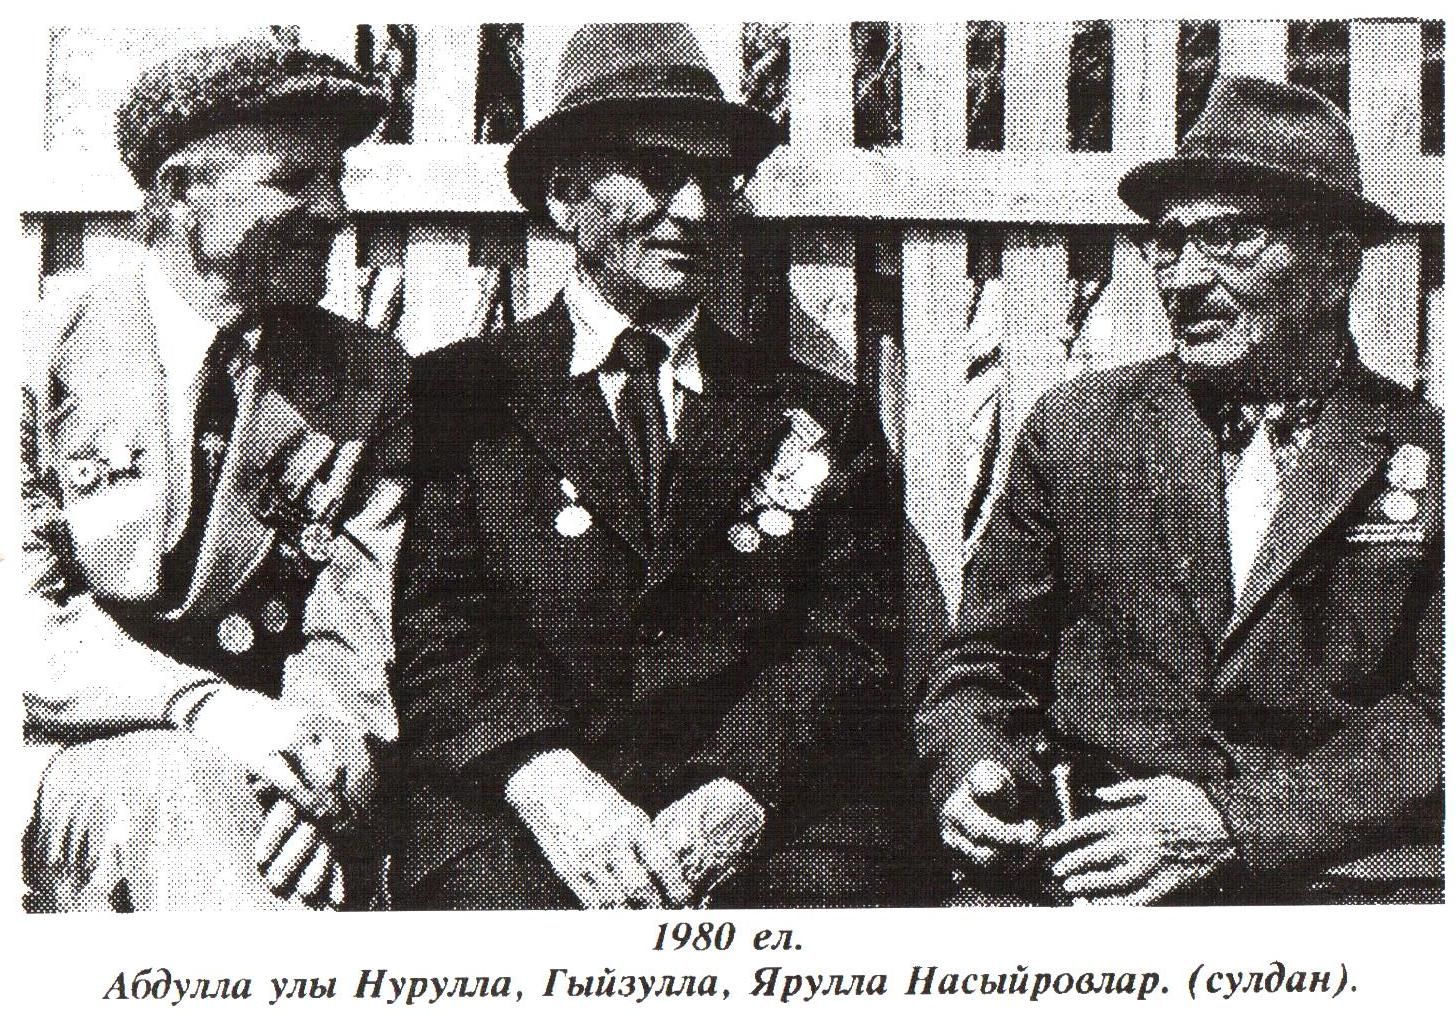 1980 ел.
Абдулла улы Нурулла, Гыйзулла, Ярулла Насыйровлар. (сулдан).